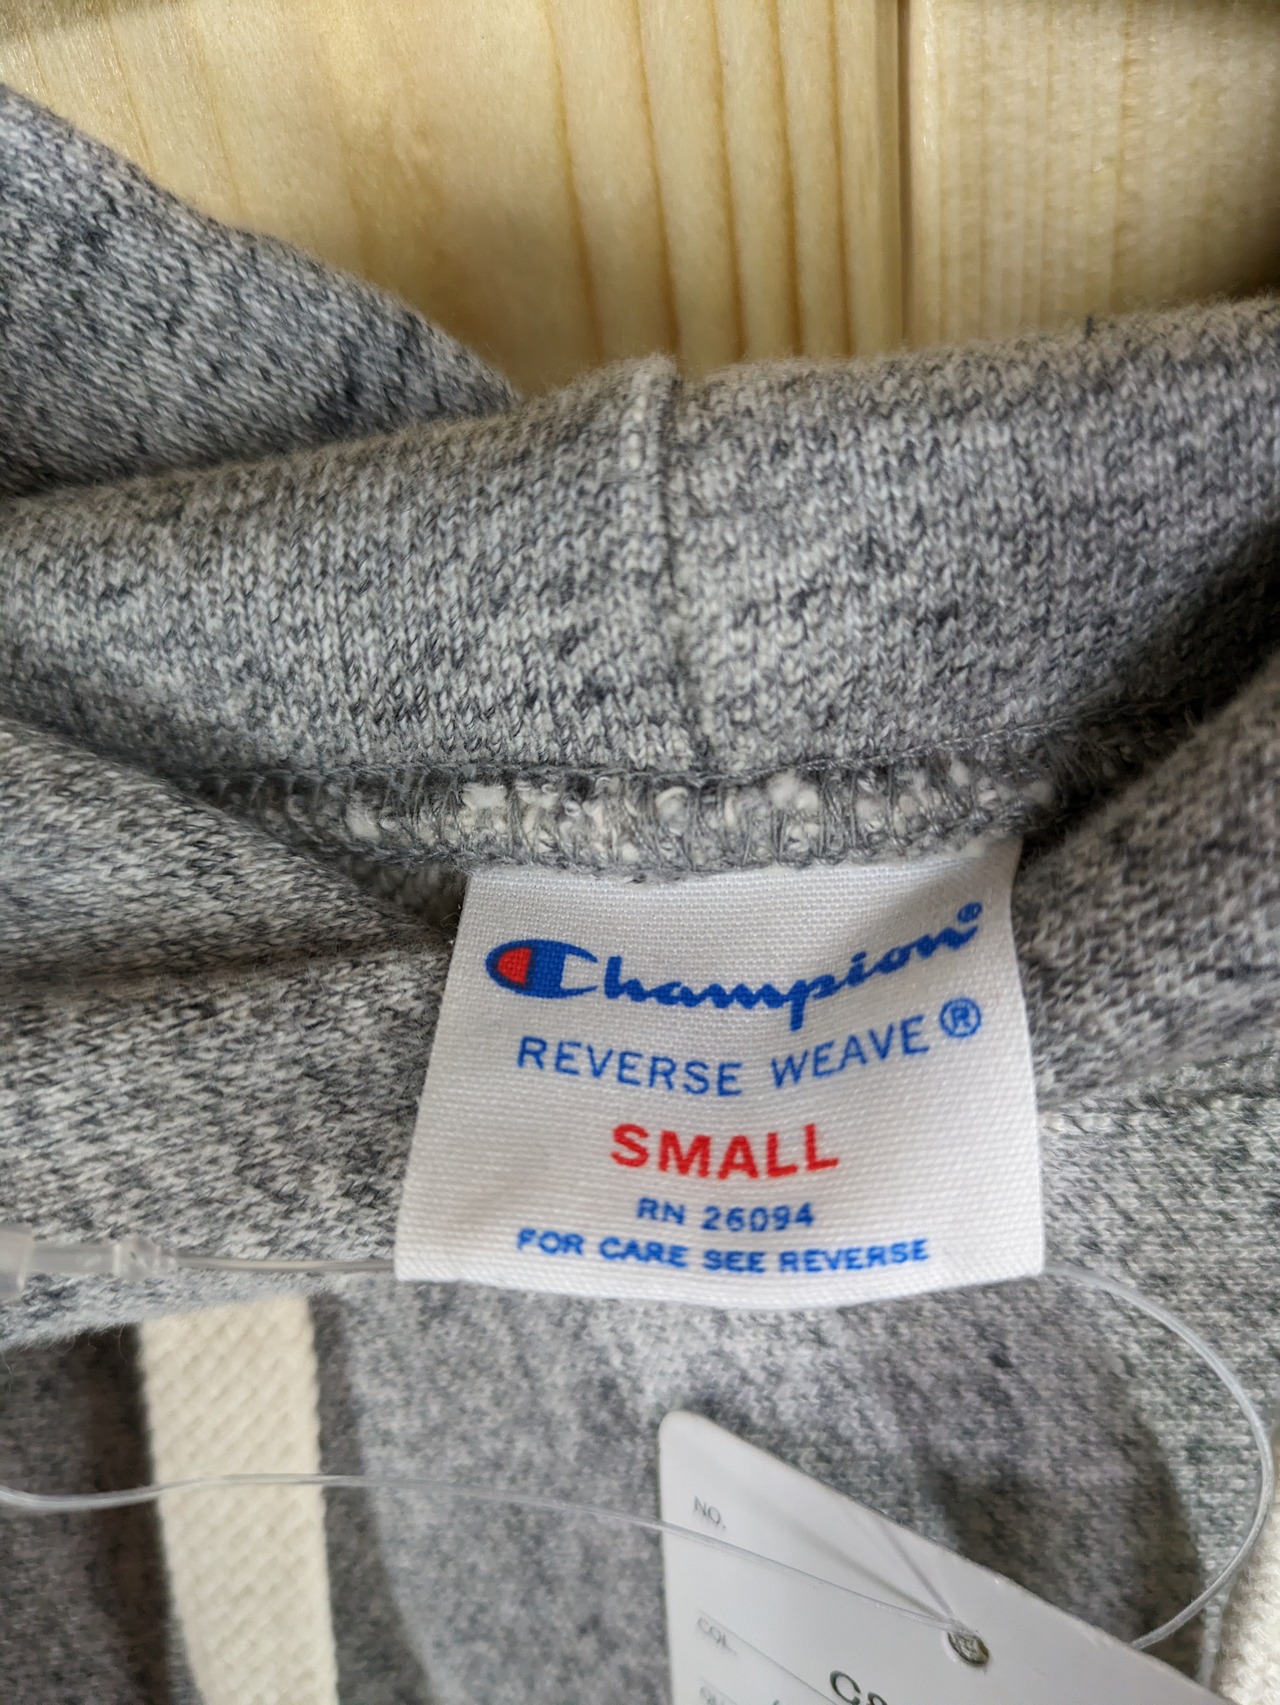 Champion®
REVERSE WEAVE®
SMALL
RN 26094
FOR CARE SEE REVERSE
NO.
COL.